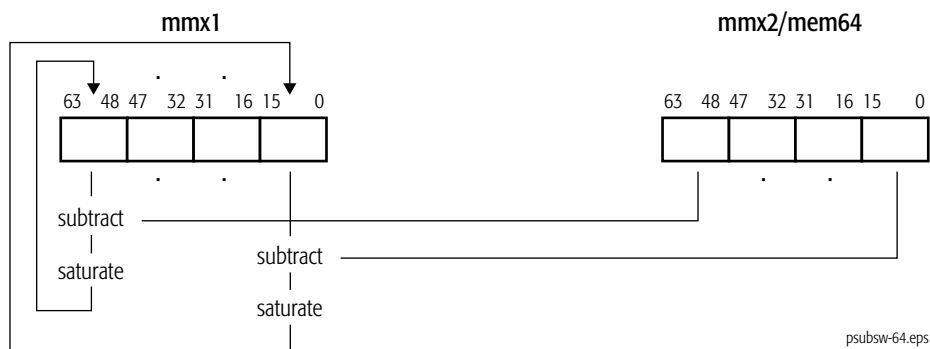 mmx1 mmx2/mem64
. . 
63 48 47 32 31 16 15 0 63 48 47 32 31 16 15 0
. . . .
subtract
subtract
saturate
saturate
psubsw-64.eps